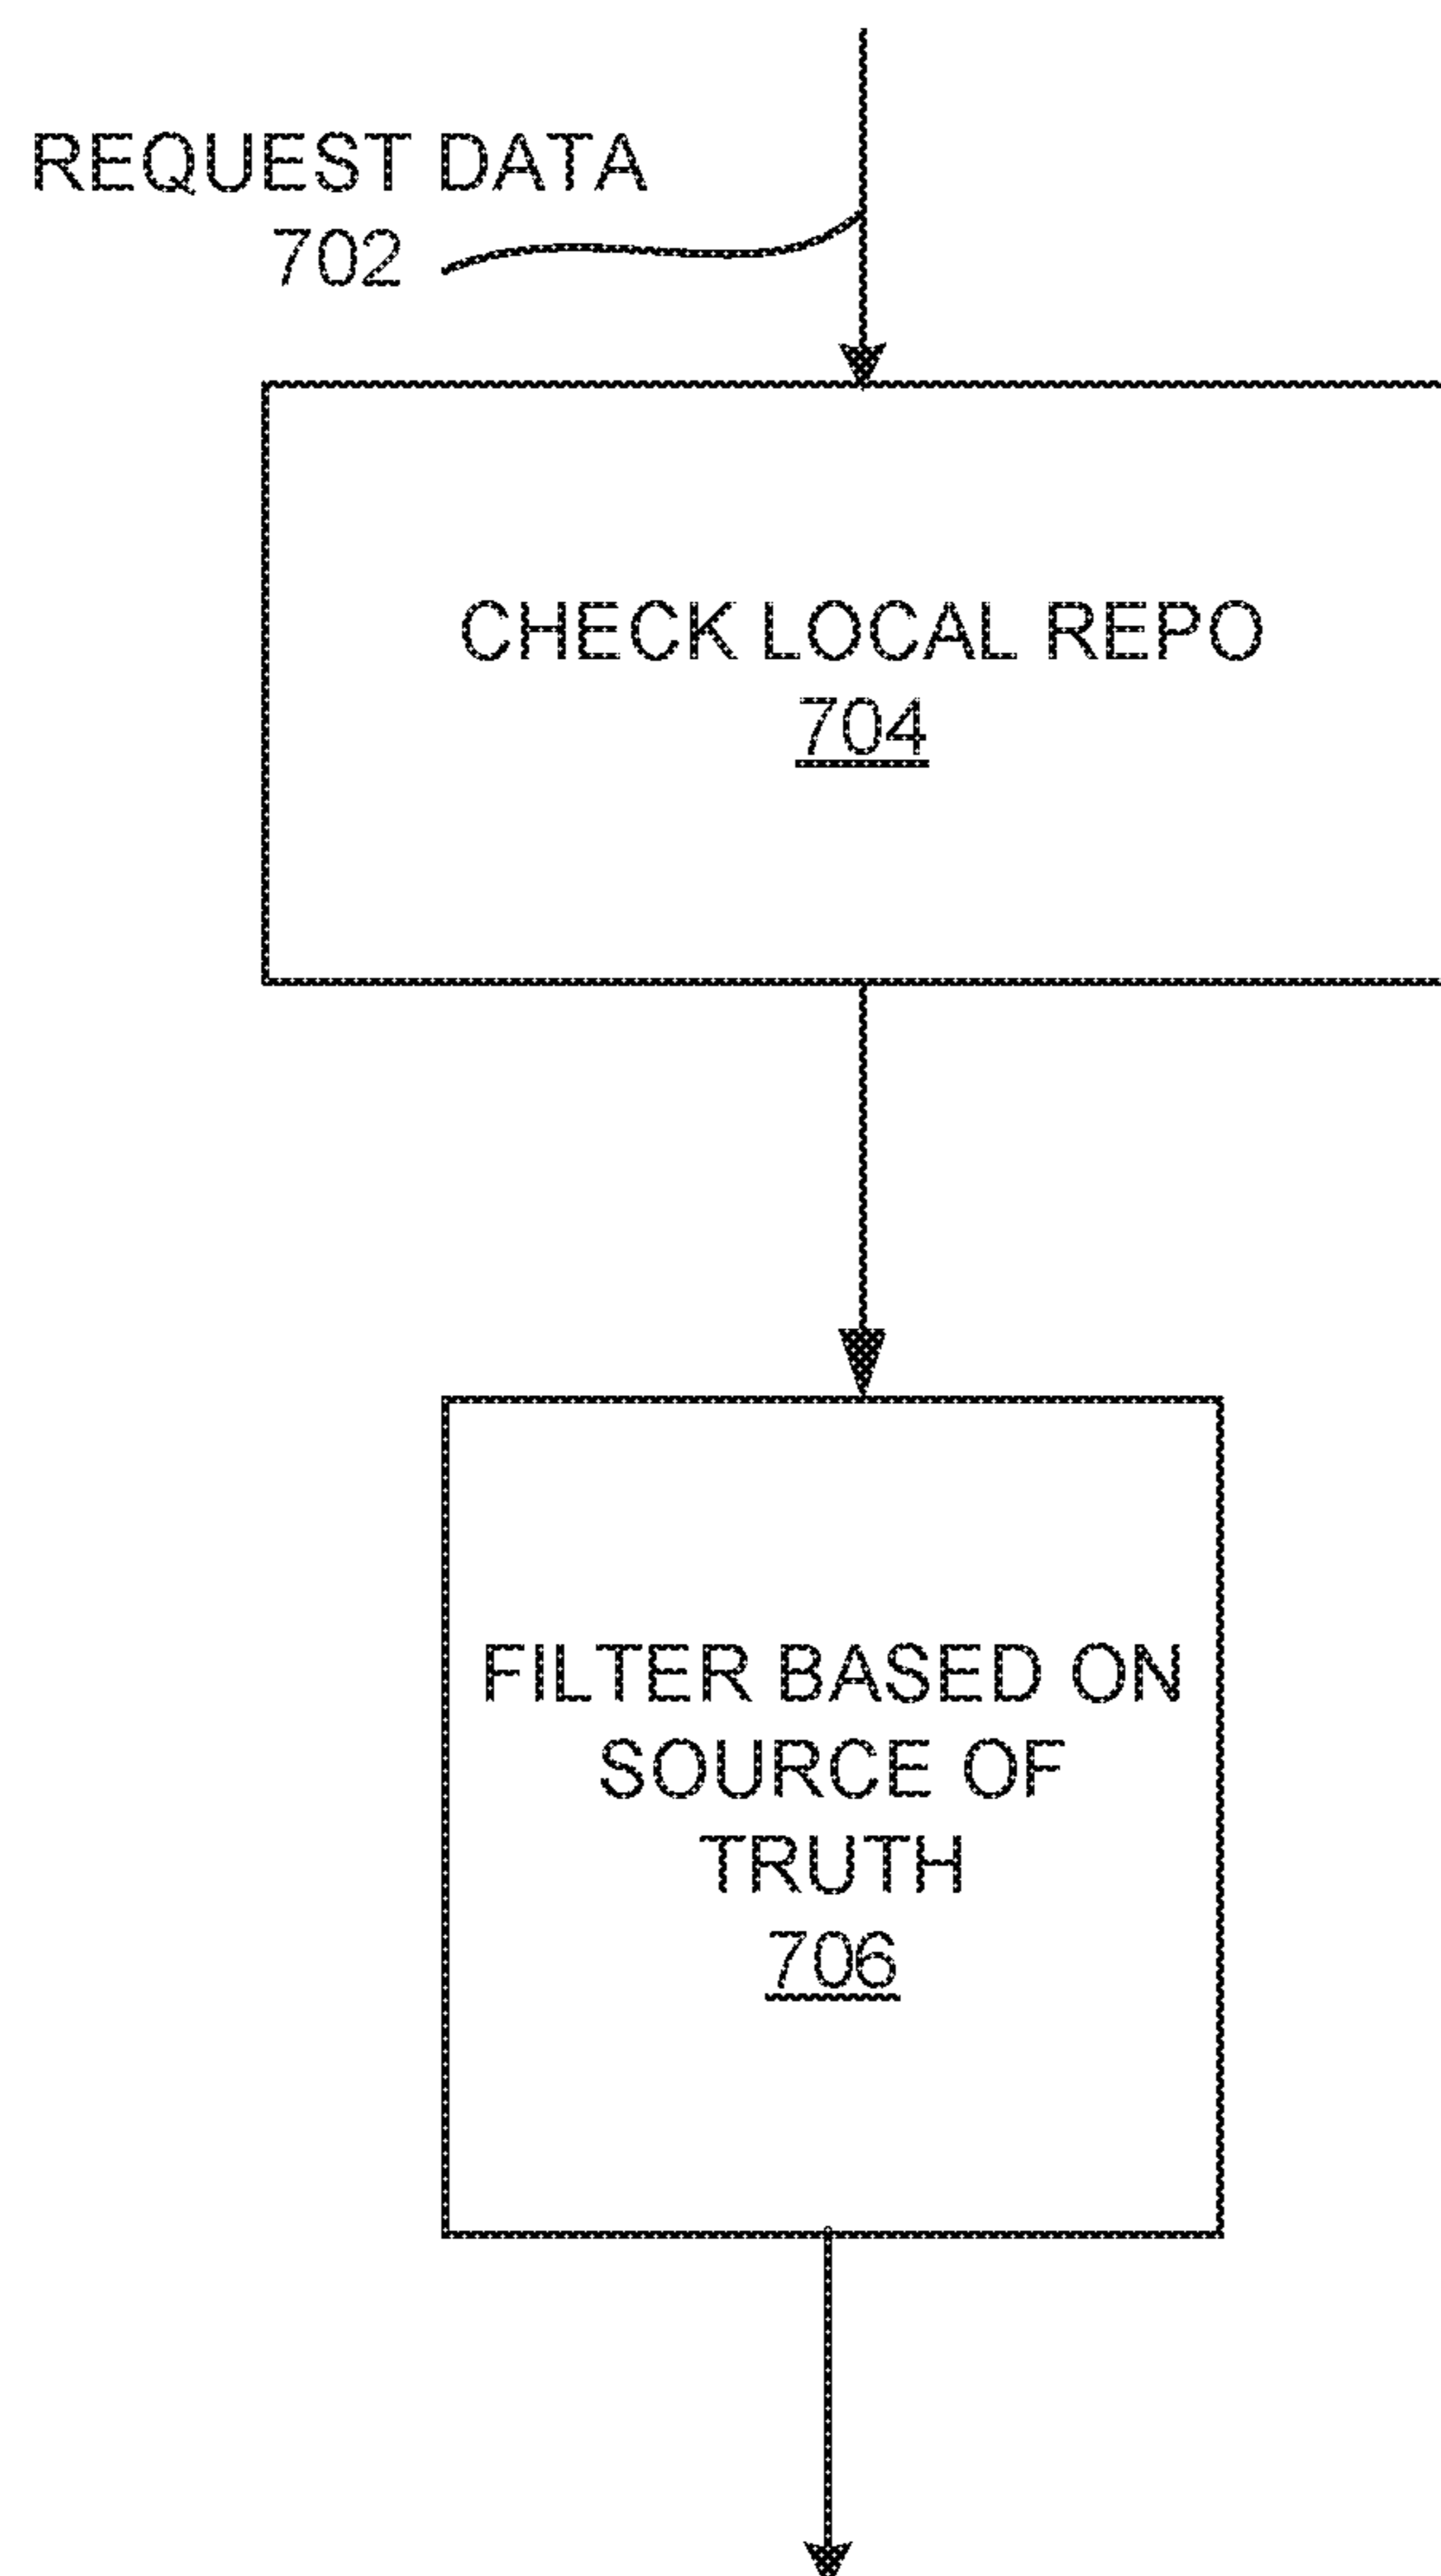 REQUEST DATA
702
CHECK LOCAL REPO
704
FILTER BASED ON
SOURCE OF
TRUTH
706